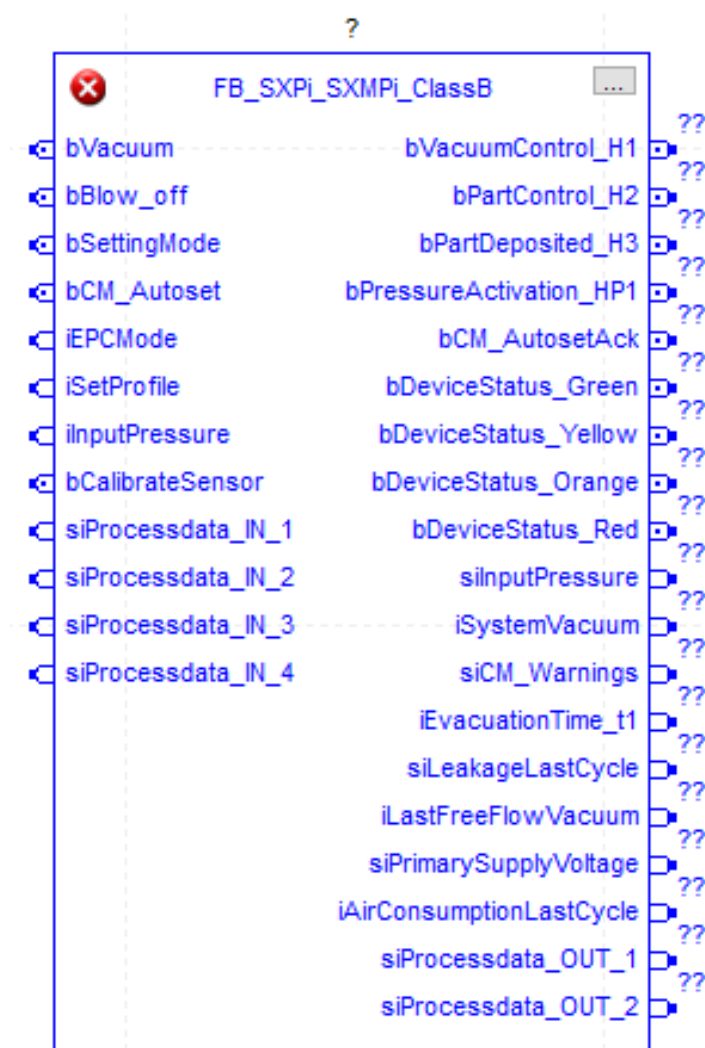 ?
FB_SXPi_SXMPi_ClassB ...
??
bVacuum bVacuumControl_H1
??
bBlow_off bPartControl_H2
??
bSettingMode bPartDeposited_H3
??
bCM_Autoset bPressureActivation_HP1
??
iEPCMode bCM_AutosetAck
??
iSetProfile bDeviceStatus_Green
??
iInputPressure bDeviceStatus_Yellow
??
bCalibrateSensor bDeviceStatus_Orange
??
siProcessdata_IN_1 bDeviceStatus_Red
??
siProcessdata_IN_2 siInputPressure
??
siProcessdata_IN_3 iSystemVacuum
??
siProcessdata_IN_4 siCM_Warnings
??
iEvacuationTime_t1
??
siLeakageLastCycle
??
iLastFreeFlowVacuum
??
siPrimarySupplyVoltage
??
iAirConsumptionLastCycle
??
siProcessdata_OUT_1
??
siProcessdata_OUT_2